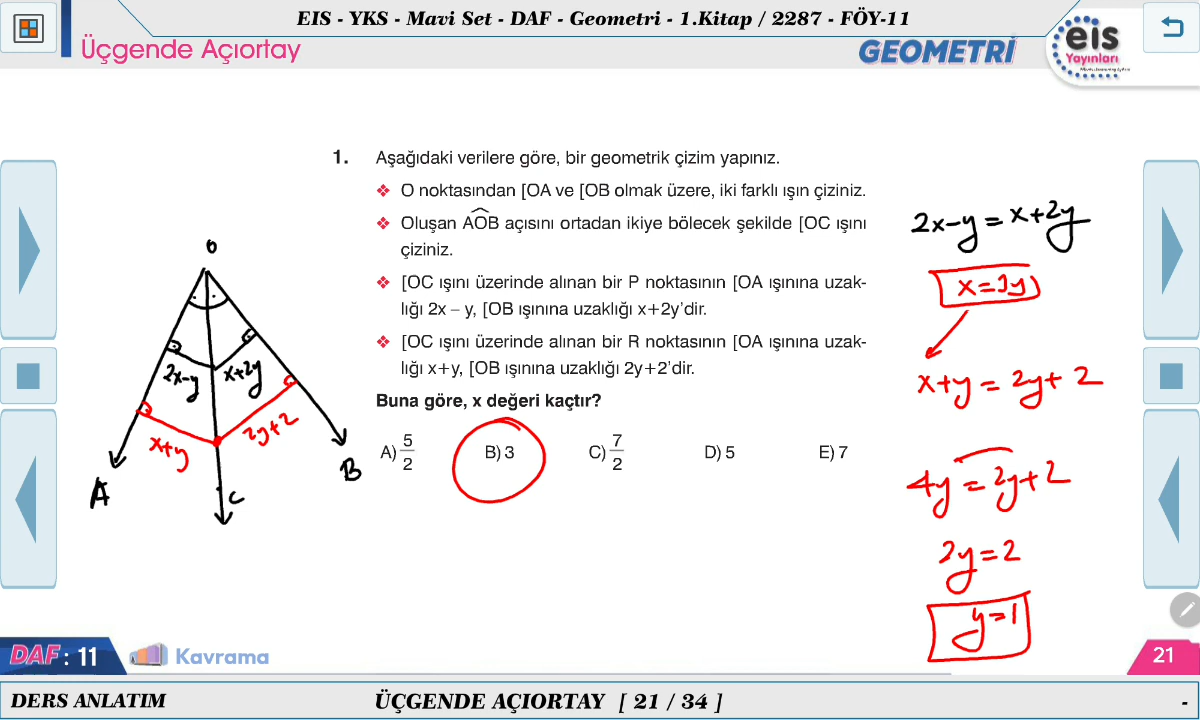 EIS - YKS - Mavi Set - DAF - Geometri - 1.Kitap / 2287 - FÖY-11
Üçgende Açıortay
GEOMETRİ
eis
Yayınları
1. Aşağıdaki verilere göre, bir geometrik çizim yapınız.
❖ O noktasından [OA ve [OB olmak üzere, iki farklı ışın çiziniz.
❖ Oluşan AÔB açısını ortadan ikiye bölecek şekilde [OC ışını
çiziniz.
❖ [OC ışını üzerinde alınan bir P noktasının [OA ışınına uzak-
lığı 2x – y, [OB ışınına uzaklığı x+2y'dir.
❖ [OC ışını üzerinde alınan bir R noktasının [OA ışınına uzak-
lığı x+y, [OB ışınına uzaklığı 2y+2'dir.
Buna göre, x değeri kaçtır?
A) 5/2 B) 3 C) 7/2 D) 5 E) 7
O
2x-y
x+2y
x+y
2y+2
A
B
C
2x-y = x+2y
x=3y
x+y = 2y+2
4y = 2y+2
2y=2
y=1
DAF : 11
Kavrama
21
DERS ANLATIM
ÜÇGENDE AÇIORTAY [ 21 / 34 ]
-